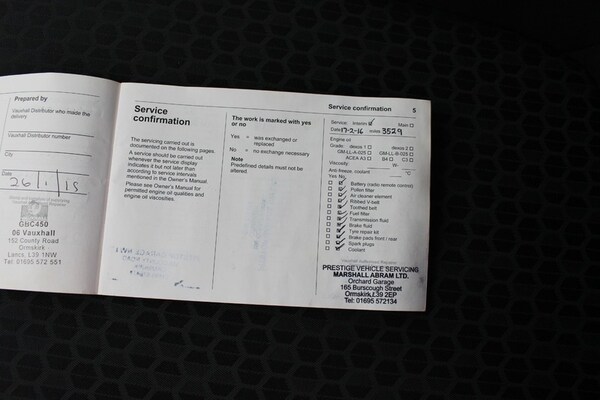 Prepared by
Vauxhall Distributor who made the
delivery
Vauxhall Distributor number
City
Date
26/1/15
GBC450
06 Vauxhall
152 County Road
Ormskirk
Lancs, L39 1NW
Tel: 01695 572 551
Service
confirmation
The servicing carried out is
documented on the following pages.
A service should be carried out
whenever the service display
indicates it but not later than
according to service intervals
mentioned in the Owner's Manual.
Please see Owner's Manual for
permitted engine oil qualities and
engine oil viscosities.
The work is marked with yes
or no
Yes = was exchanged or
replaced
No = no exchange necessary
Note
Predefined details must not be
altered.
Service confirmation 5
Service: Interim Main
Date 17-2-16 miles 3529
Engine oil
Grade: dexos 1 dexos 2
GM-LL-A-025 GM-LL-B-025
ACEA A3 B4 C3
Viscosity: W-
Anti freeze, coolant °C
Yes No
Battery (radio remote control)
Pollen filter
Air cleaner element
Ribbed V-belt
Toothed belt
Fuel filter
Transmission fluid
Brake fluid
Tyre repair kit
Brake pads front / rear
Spark plugs
Coolant
Vauxhall Authorised Repairer
PRESTIGE VEHICLE SERVICING
MARSHALL ABRAM LTD.
Orchard Garage
165 Burscough Street
Ormskirk L39 2EP
Tel: 01695 572134